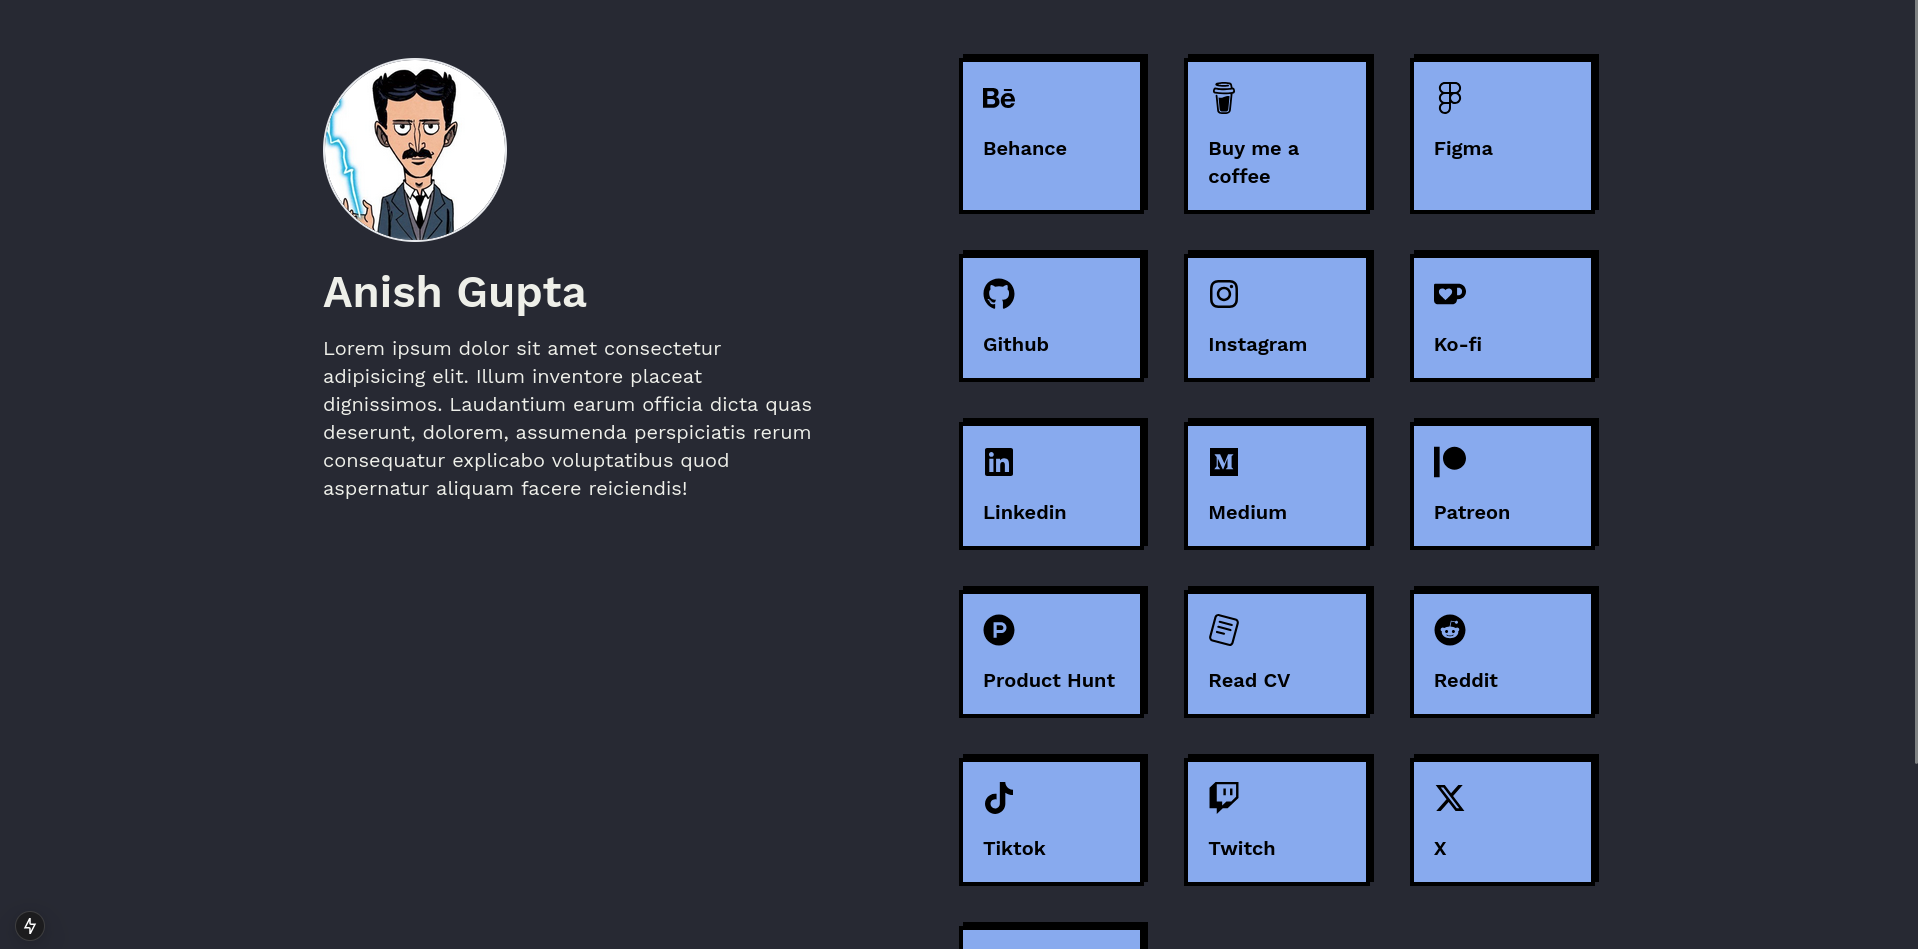 Anish Gupta
Lorem ipsum dolor sit amet consectetur
adipisicing elit. Illum inventore placeat
dignissimos. Laudantium earum officia dicta quas
deserunt, dolorem, assumenda perspiciatis rerum
consequatur explicabo voluptatibus quod
aspernatur aliquam facere reiciendis!
Bē
Behance
Buy me a
coffee
Figma
Github
Instagram
Ko-fi
in
Linkedin
M
Medium
Patreon
P
Product Hunt
Read CV
Reddit
Tiktok
Twitch
X
X